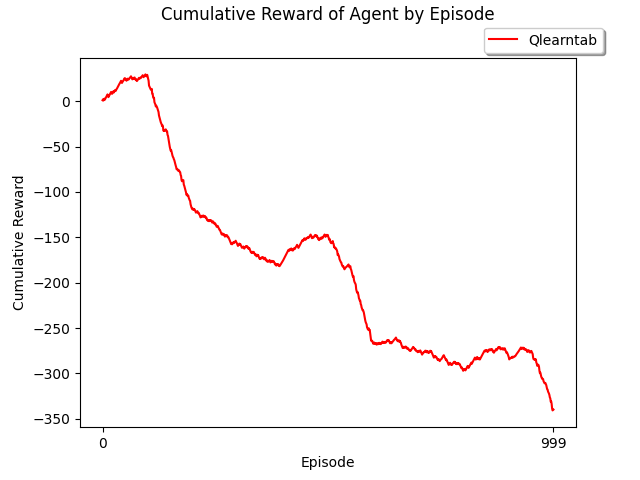 Cumulative Reward of Agent by Episode
Qlearntab
0
−50
−100
−150
−200
−250
−300
−350
Cumulative Reward
0
999
Episode